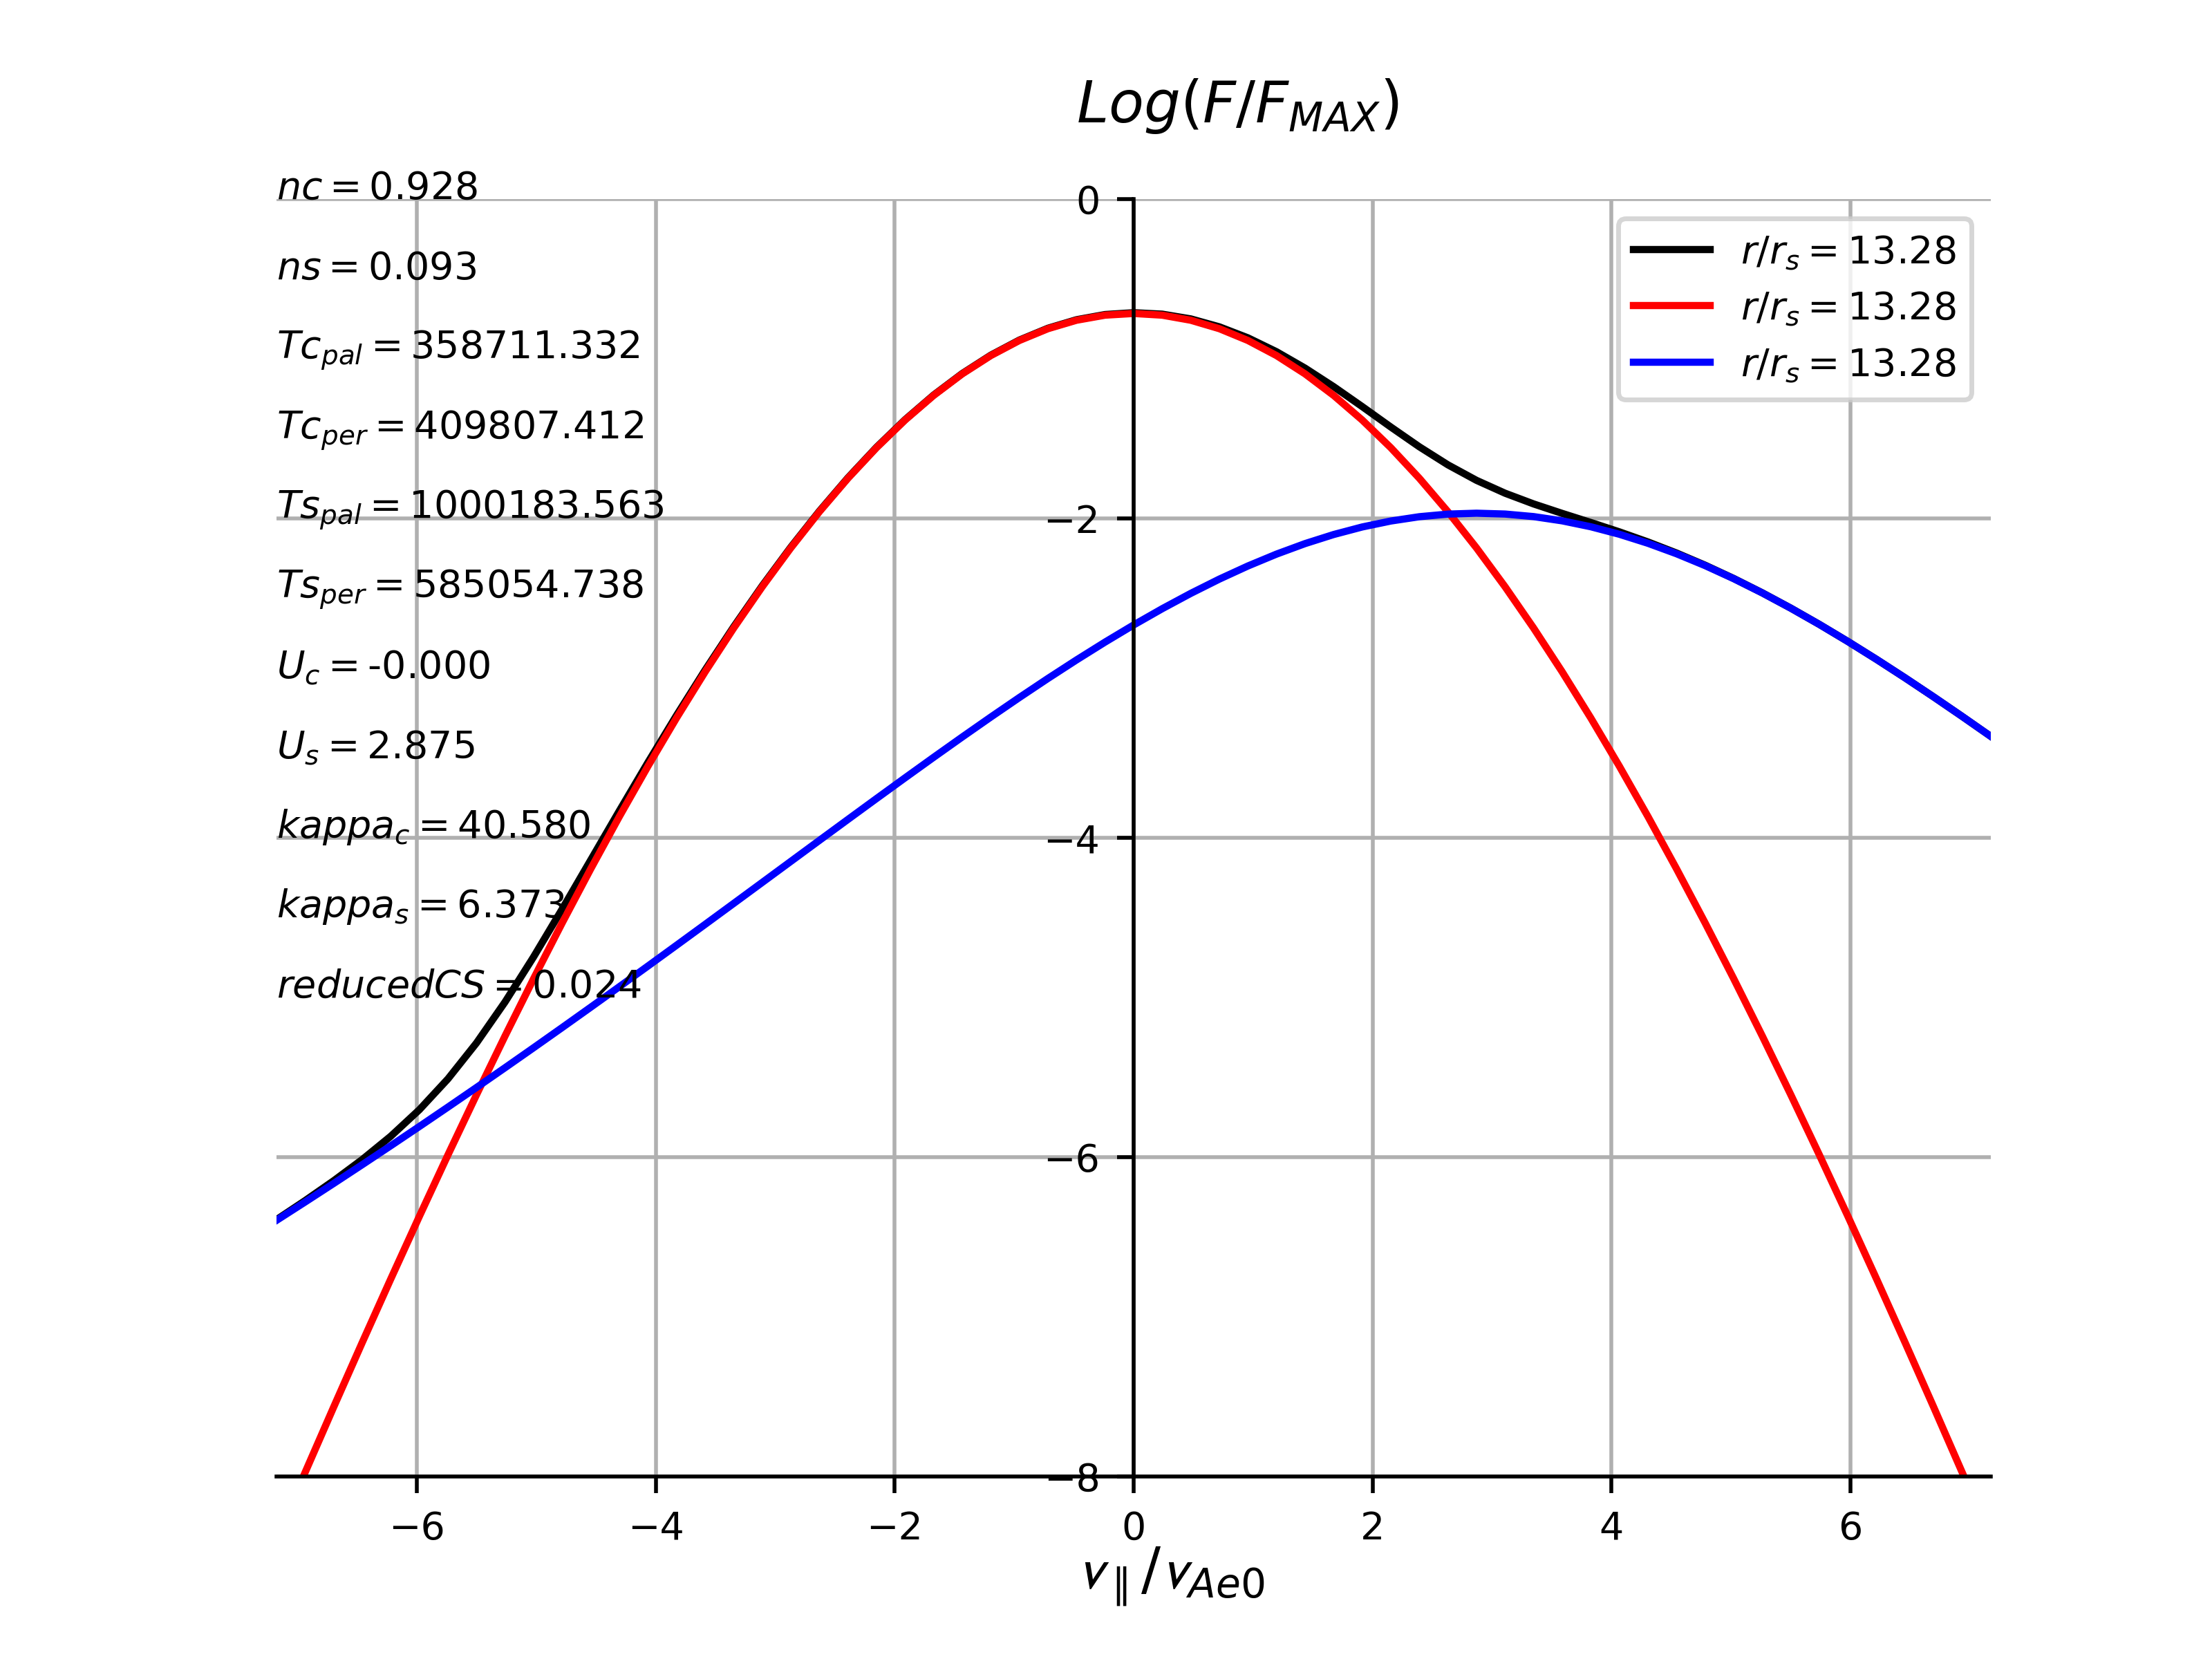 Log(F/F_MAX)
nc = 0.928
ns = 0.093
Tc_pal = 358711.332
Tc_per = 409807.412
Ts_pal = 1000183.563
Ts_per = 585054.738
U_c = -0.000
U_s = 2.875
kappa_c = 40.580
kappa_s = 6.373
reducedCS = 0.024
r/r_s = 13.28
r/r_s = 13.28
r/r_s = 13.28
0
−2
−4
−6
−8
−6 −4 −2 0 2 4 6
v_∥/v_Ae0